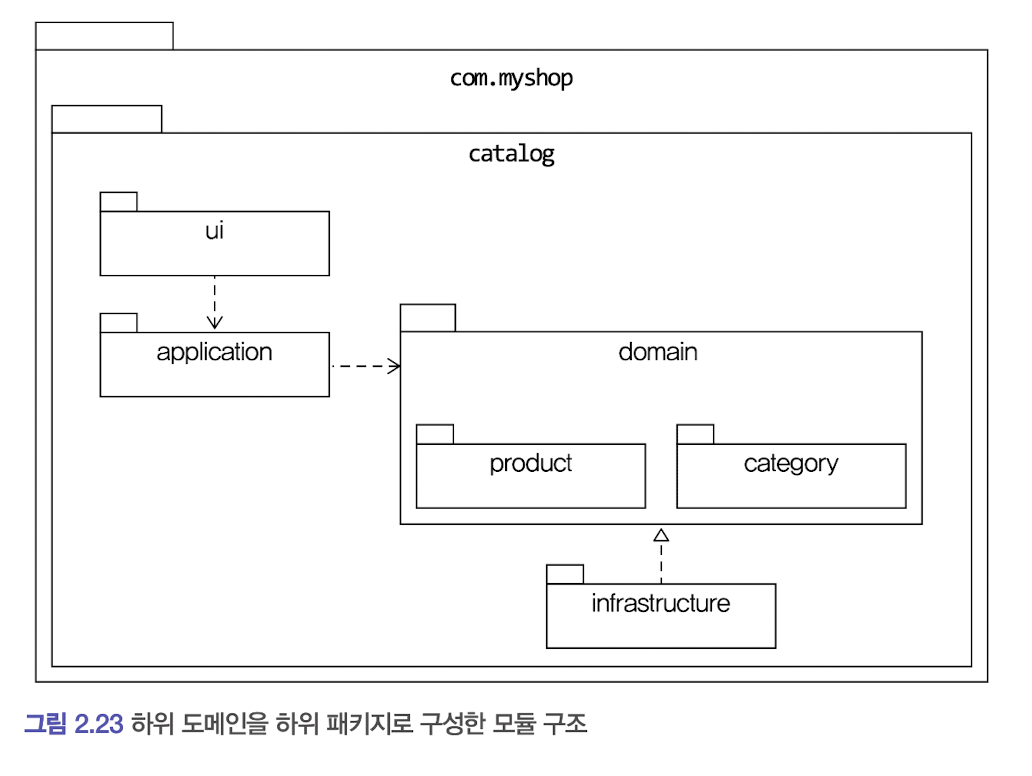 com.myshop
catalog
ui
application
domain
product
category
infrastructure
그림 2.23 하위 도메인을 하위 패키지로 구성한 모듈 구조